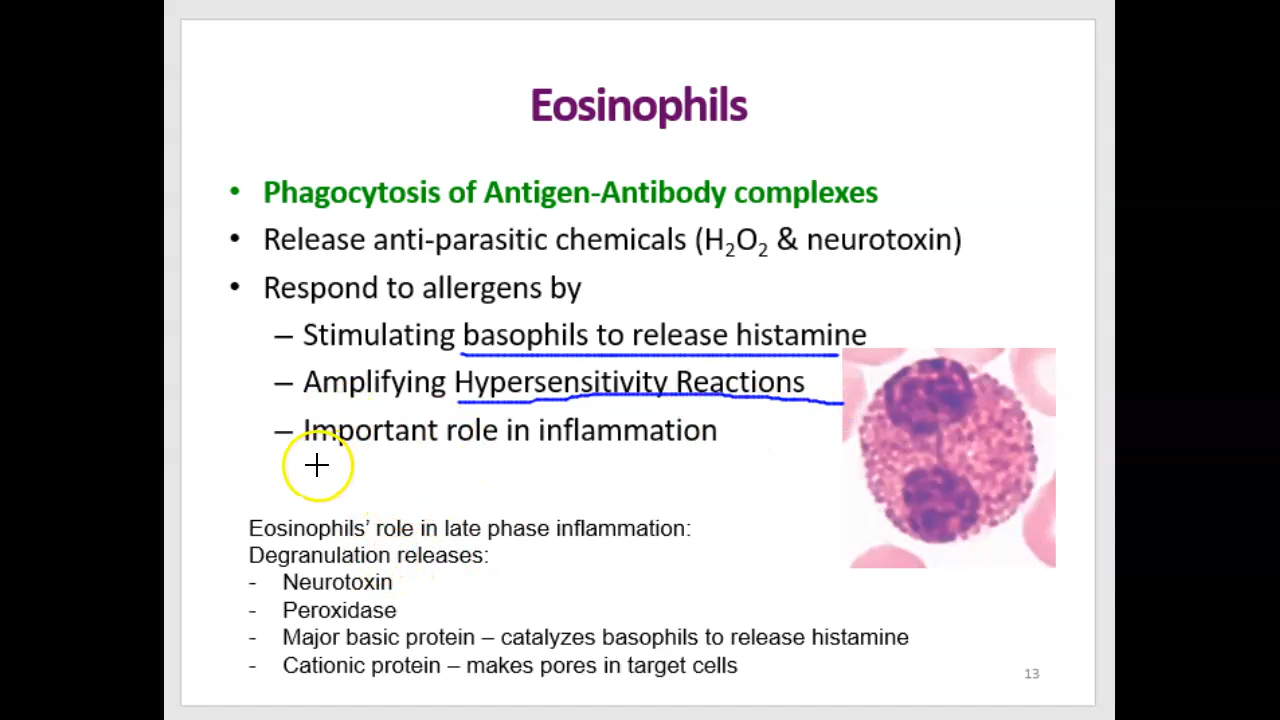 Eosinophils
• Phagocytosis of Antigen-Antibody complexes
• Release anti-parasitic chemicals (H₂O₂ & neurotoxin)
• Respond to allergens by
– Stimulating basophils to release histamine
– Amplifying Hypersensitivity Reactions
– Important role in inflammation
Eosinophils’ role in late phase inflammation:
Degranulation releases:
- Neurotoxin
- Peroxidase
- Major basic protein – catalyzes basophils to release histamine
- Cationic protein – makes pores in target cells
13